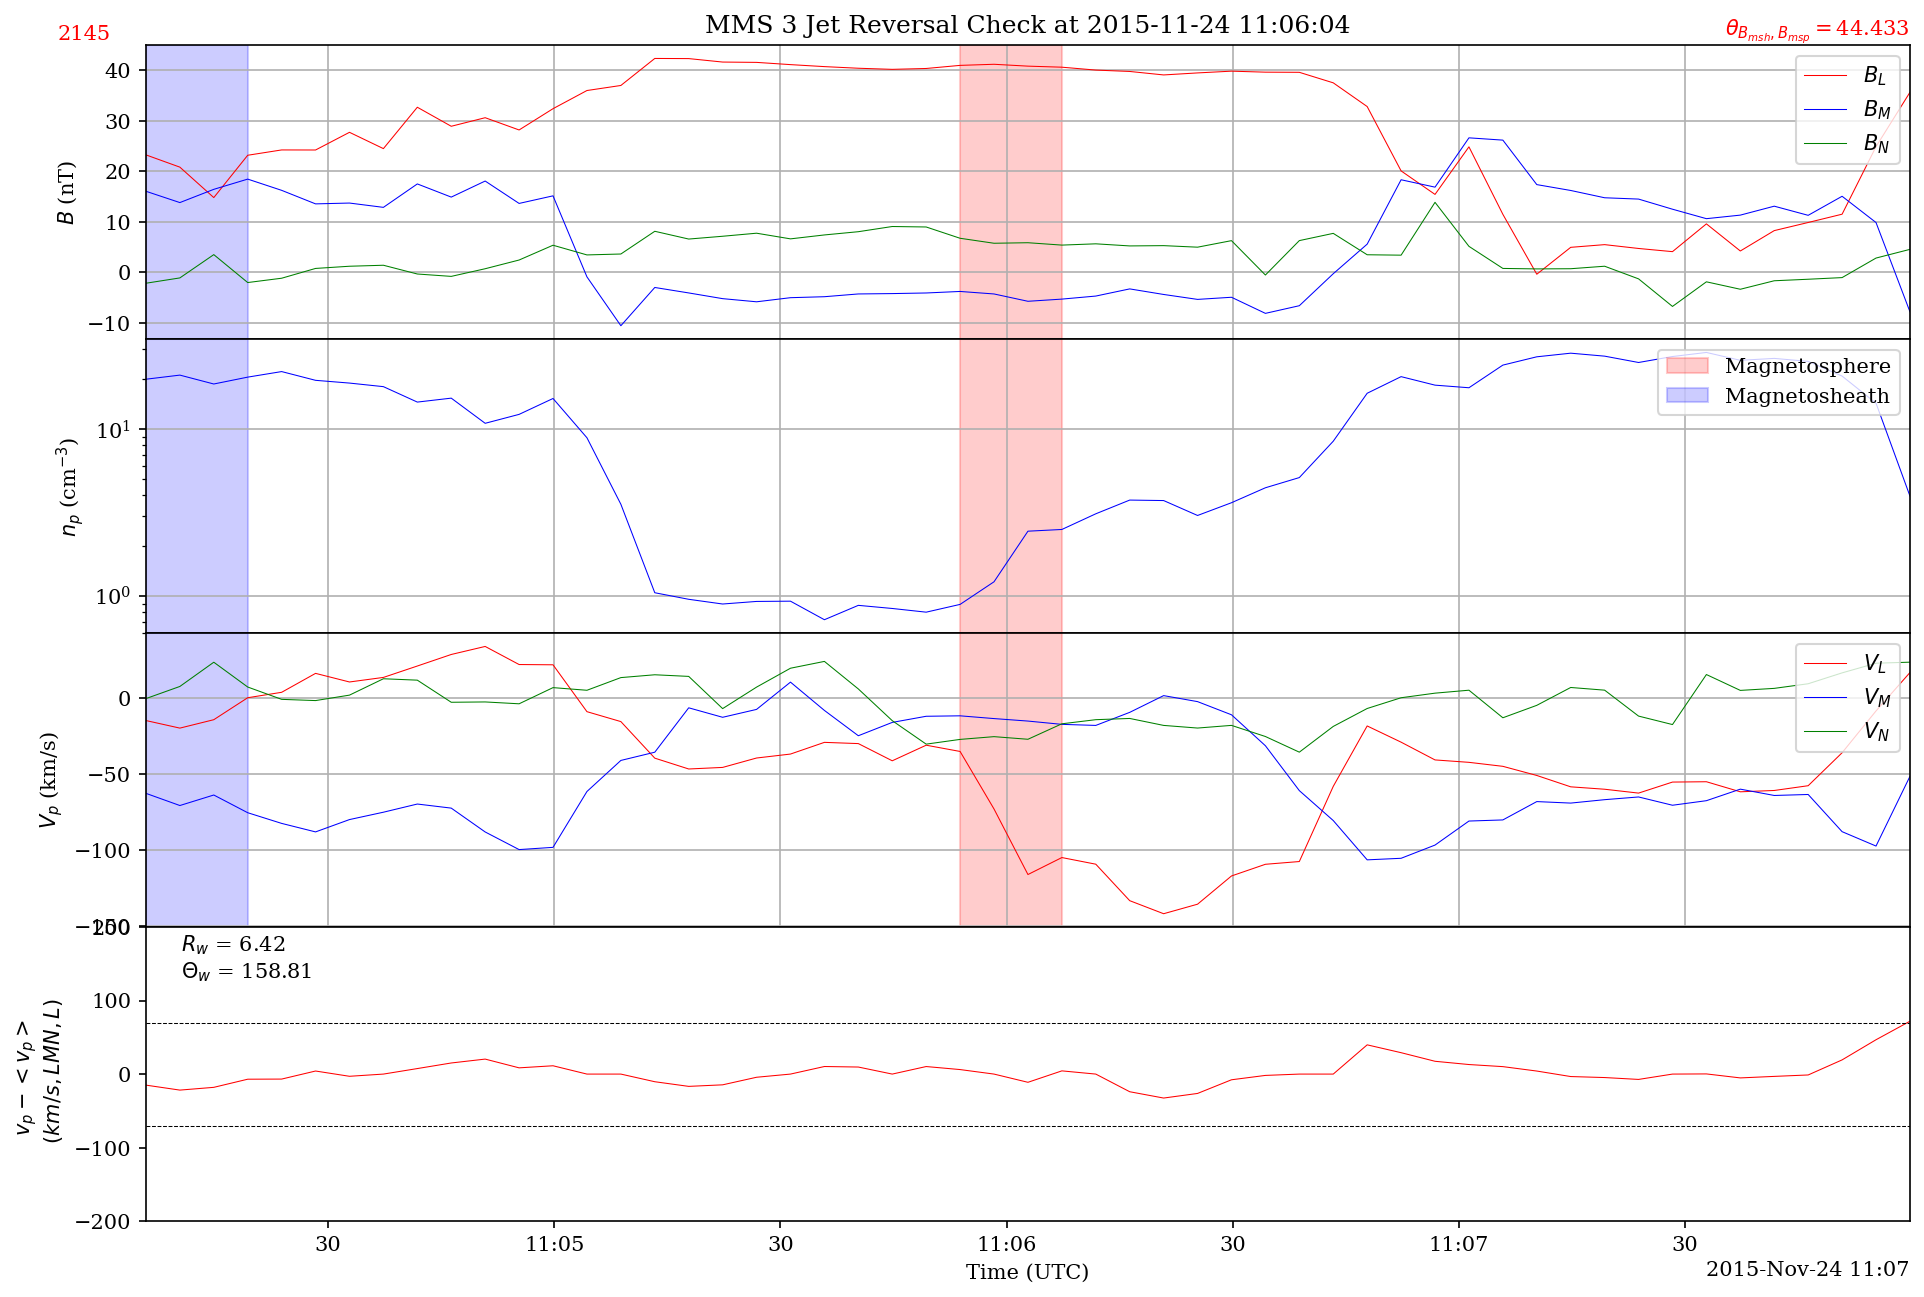 MMS 3 Jet Reversal Check at 2015-11-24 11:06:04
2145
θ_{B_{msh}, B_{msp}} = 44.433
40
30
20
10
0
−10
B (nT)
B_L
B_M
B_N
10^1
10^0
n_p (cm^{−3})
Magnetosphere
Magnetosheath
0
−50
−100
−150
V_p (km/s)
V_L
V_M
V_N
200
100
0
−100
−200
v_p − < v_p >
(km/s, LMN, L)
R_w = 6.42
Θ_w = 158.81
30
11:05
30
11:06
30
11:07
30
Time (UTC)
2015-Nov-24 11:07